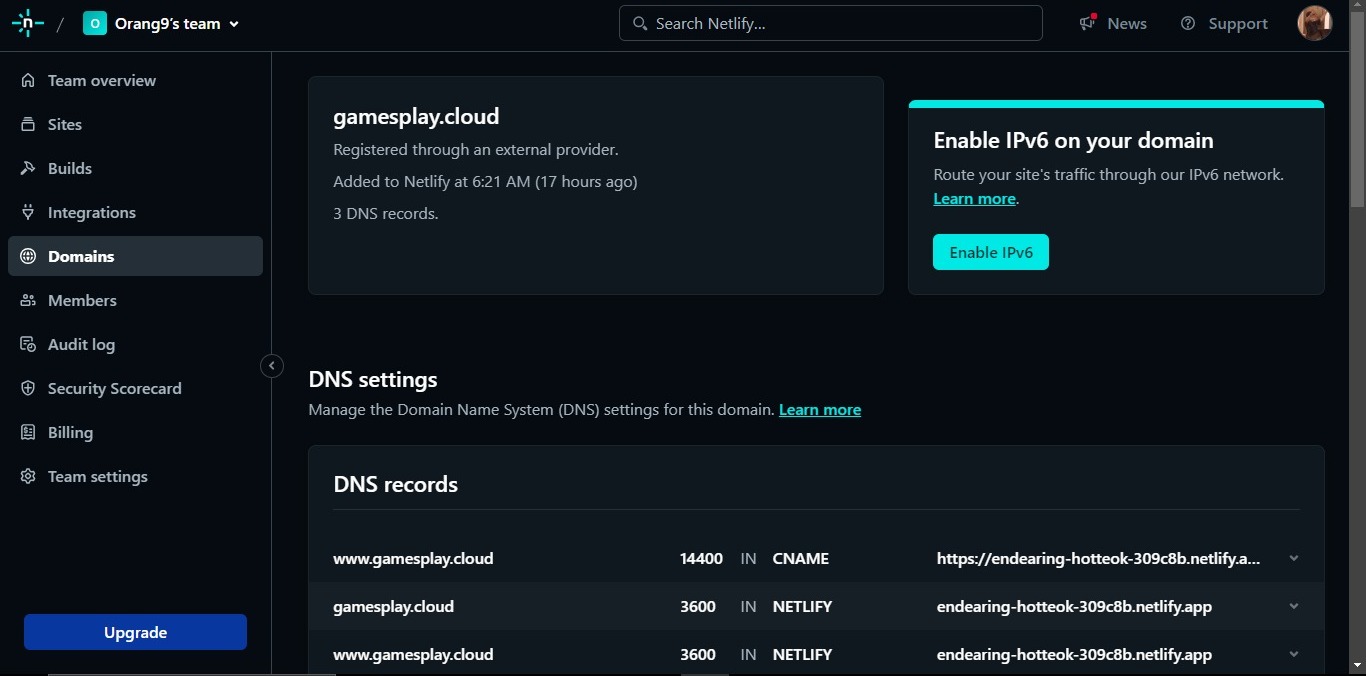 n / O Orang9's team
Search Netlify...
News
Support
Team overview
Sites
Builds
Integrations
Domains
Members
Audit log
Security Scorecard
Billing
Team settings
Upgrade
gamesplay.cloud
Registered through an external provider.
Added to Netlify at 6:21 AM (17 hours ago)
3 DNS records.
Enable IPv6 on your domain
Route your site's traffic through our IPv6 network.
Learn more.
Enable IPv6
DNS settings
Manage the Domain Name System (DNS) settings for this domain. Learn more
DNS records
www.gamesplay.cloud 14400 IN CNAME https://endearing-hotteok-309c8b.netlify.a...
gamesplay.cloud 3600 IN NETLIFY endearing-hotteok-309c8b.netlify.app
www.gamesplay.cloud 3600 IN NETLIFY endearing-hotteok-309c8b.netlify.app